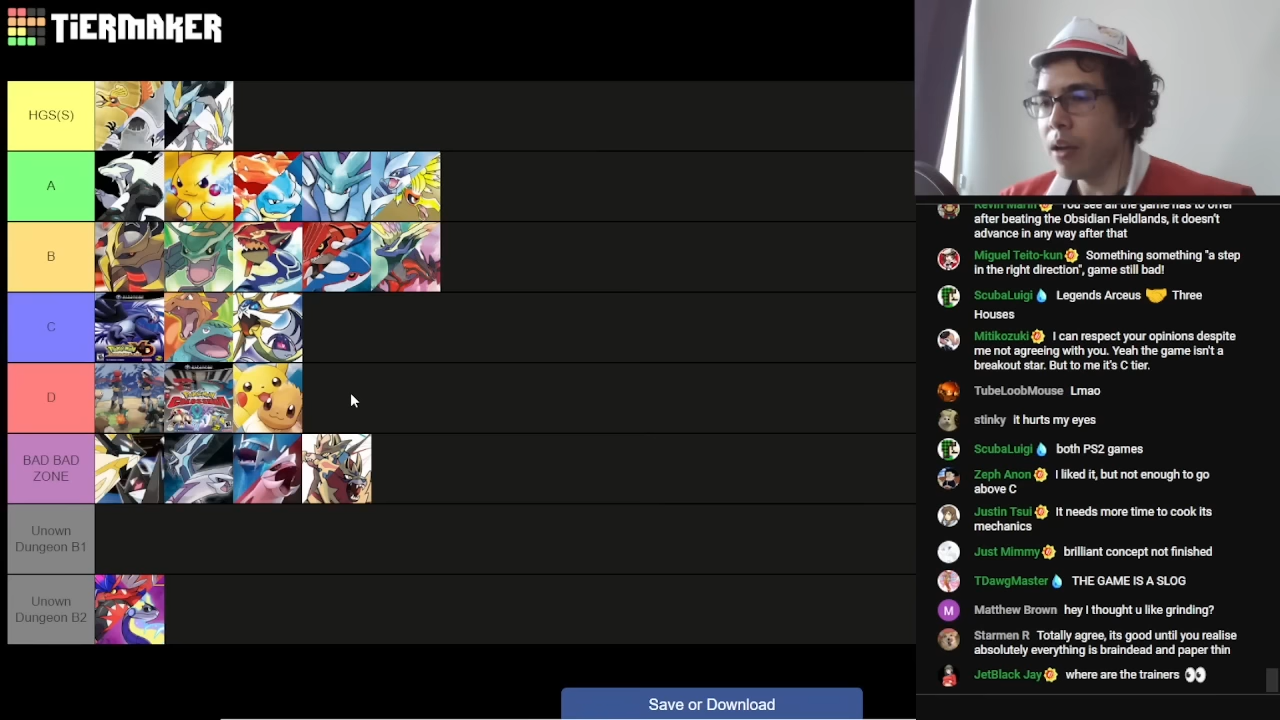 TiERMAKER
HGS(S)
A
B
C
D
BAD BAD
ZONE
Unown
Dungeon B1
Unown
Dungeon B2
Save or Download
Kevin Marin You see all the game has to offer
after beating the Obsidian Fieldlands, it doesn't
advance in any way after that
Miguel Teito-kun Something something "a step
in the right direction", game still bad!
ScubaLuigi Legends Arceus 🤝 Three
Houses
Mitikozuki I can respect your opinions despite
me not agreeing with you. Yeah the game isn't a
breakout star. But to me it's C tier.
TubeLoobMouse Lmao
stinky it hurts my eyes
ScubaLuigi both PS2 games
Zeph Anon I liked it, but not enough to go
above C
Justin Tsui It needs more time to cook its
mechanics
Just Mimmy brilliant concept not finished
TDawgMaster THE GAME IS A SLOG
M Matthew Brown hey I thought u like grinding?
Starmen R Totally agree, its good until you realise
absolutely everything is braindead and paper thin
JetBlack Jay where are the trainers 👀